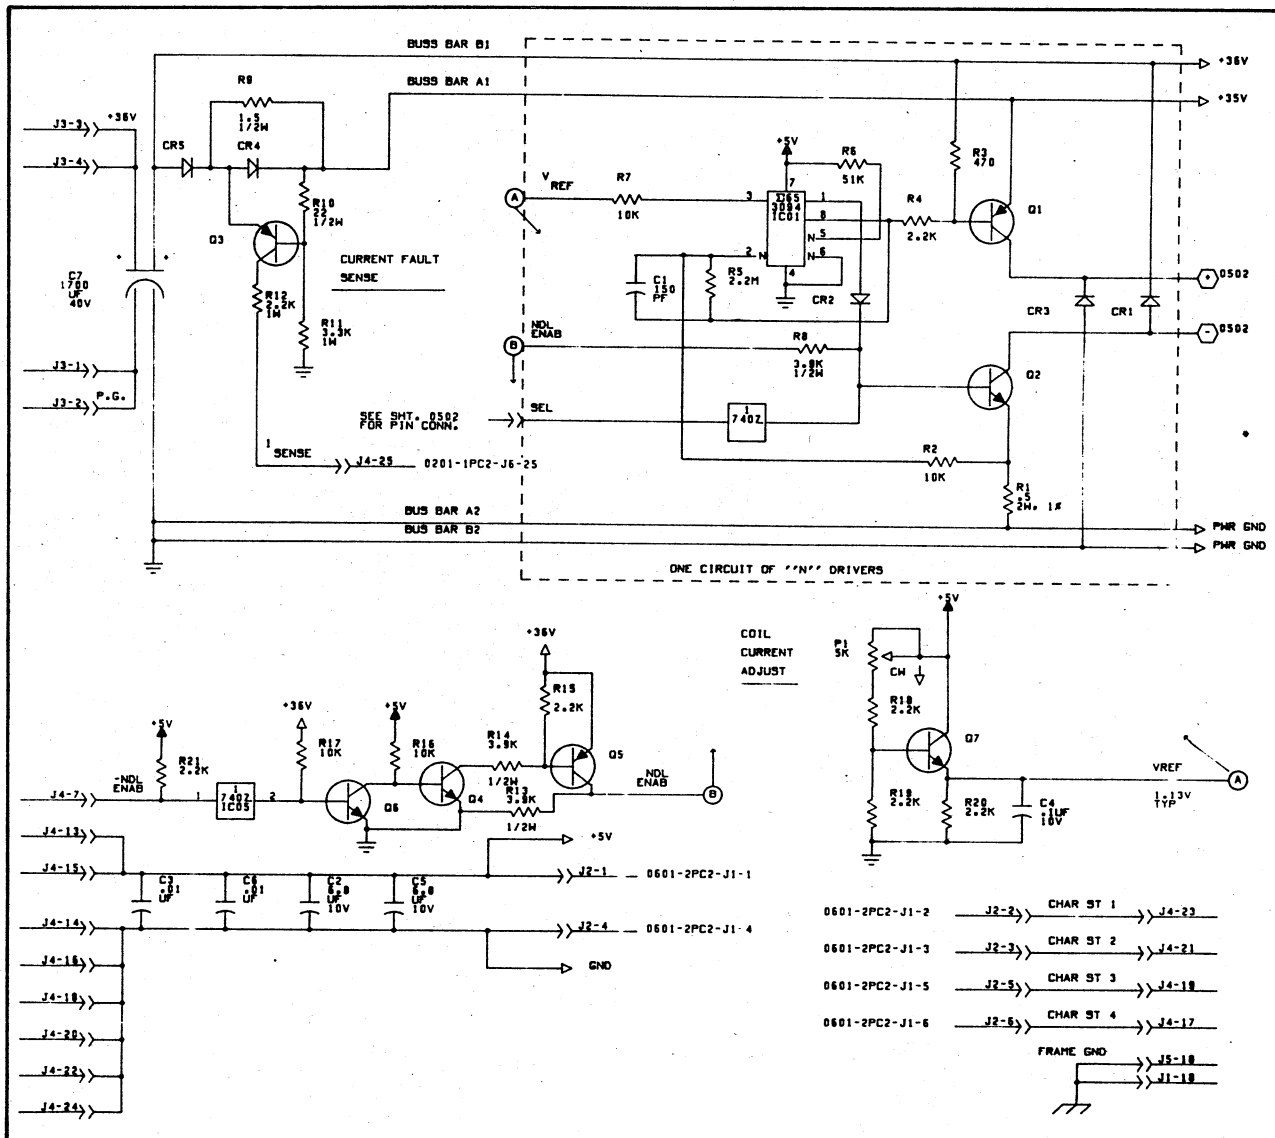 BUSS BAR B1
+36V
BUSS BAR A1
+35V
R9
1.5
1/2W
CR4
CR5
J3-3
+36V
J3-4
R10
22
1/2W
Q3
CURRENT FAULT
SENSE
C7
1700
UF
40V
R12
2.2K
1W
R11
3.3K
1W
J3-1
J3-2
P.G.
1
SENSE
J4-25
0201-1PC2-J6-25
SEE SHT. 0502
FOR PIN CONN.
A
V
REF
R7
10K
+5V
R6
51K
7
3
3094
IC01
1
8
N 5
N 6
2 N
4
R4
2.2K
R3
470
Q1
C1
150
PF
R5
2.2M
CR2
+
0502
CR3
CR1
-
0502
B
NDL
ENAB
R8
3.9K
1/2W
Q2
SEL
1
7407
R2
10K
R1
.5
2W. 1%
BUS BAR A2
BUS BAR B2
PWR GND
PWR GND
ONE CIRCUIT OF ''N'' DRIVERS
+5V
+36V
COIL
CURRENT
ADJUST
P1
5K
CW
R18
2.2K
Q7
R19
2.2K
R20
2.2K
C4
.1UF
10V
VREF
1.13V
TYP
A
R15
2.2K
+5V
+36V
+5V
R21
2.2K
R17
10K
R16
10K
R14
3.9K
1/2W
R13
3.9K
1/2W
Q5
Q4
Q6
NDL
ENAB
B
J4-7
-NDL
ENAB
1
1
7407
IC05
2
J4-13
J4-15
+5V
J2-1
0601-2PC2-J1-1
C3
.01
UF
C6
.01
UF
C2
6.8
UF
10V
C5
6.8
UF
10V
J4-14
J2-4
0601-2PC2-J1-4
GND
J4-16
J4-18
J4-20
J4-22
J4-24
0601-2PC2-J1-2
J2-2
CHAR ST 1
J4-23
0601-2PC2-J1-3
J2-3
CHAR ST 2
J4-21
0601-2PC2-J1-5
J2-5
CHAR ST 3
J4-19
0601-2PC2-J1-6
J2-6
CHAR ST 4
J4-17
FRAME GND
J5-18
J1-18